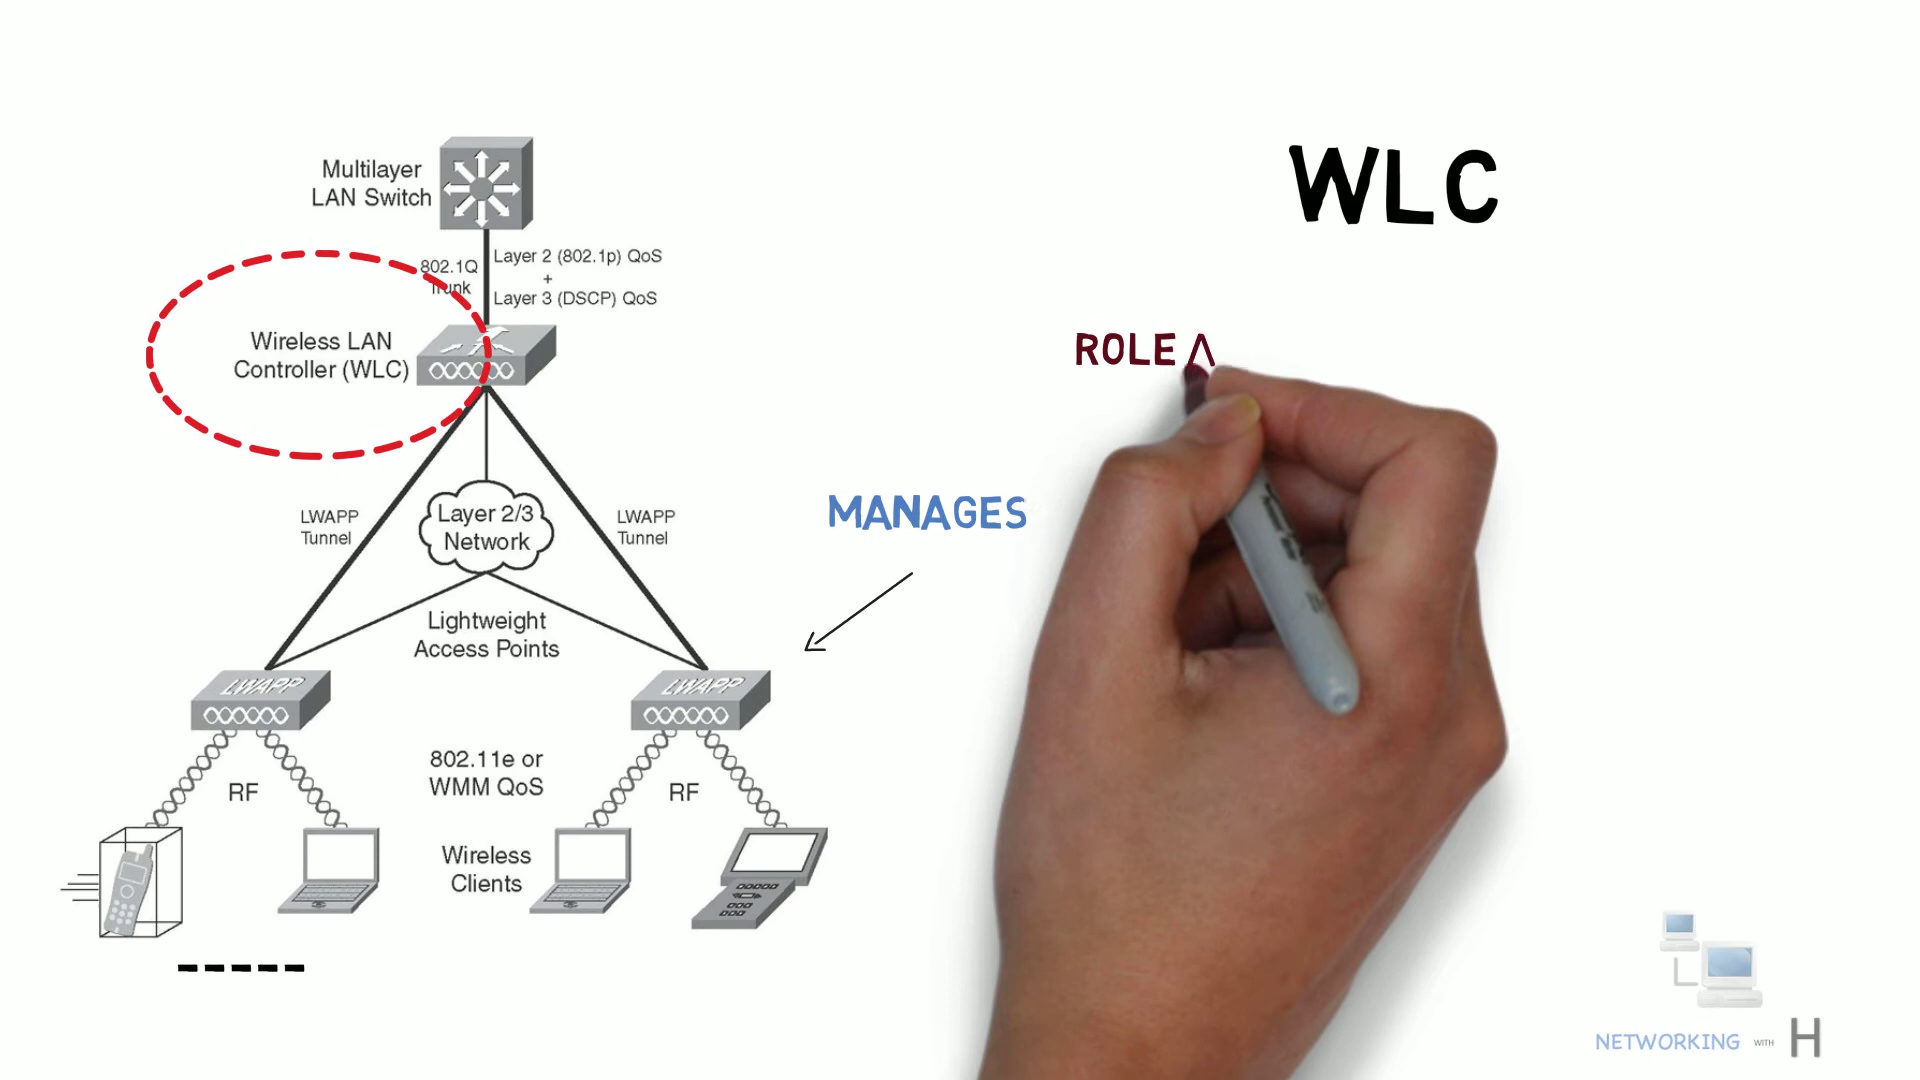 WLC
Multilayer
LAN Switch
802.1Q
Trunk
Layer 2 (802.1p) QoS
+
Layer 3 (DSCP) QoS
Wireless LAN
Controller (WLC)
ROLE
MANAGES
LWAPP
Tunnel
Layer 2/3
Network
LWAPP
Tunnel
Lightweight
Access Points
LWAPP
LWAPP
802.11e or
WMM QoS
RF
RF
Wireless
Clients
NETWORKING WITH H